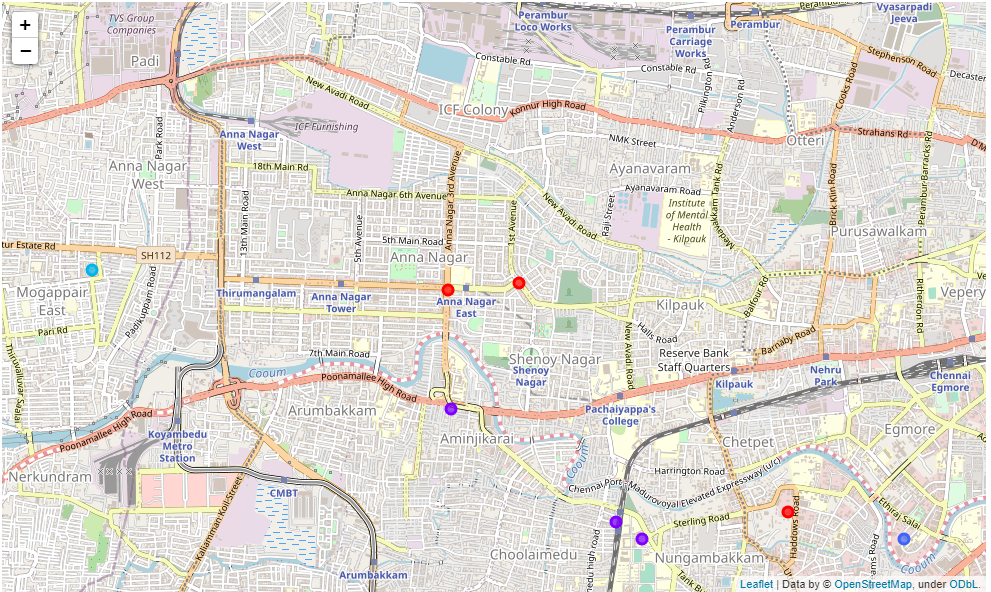 +
−
TVS Group
Companies
Padi
Perambur
Loco Works
Perambur
Carriage
Works
Perambur
Vyasarpadi
Jeeva
Stephenson Road
Constable Rd.
Constable Rd
Pilkington Rd
Anderson Rd
Cooks Road
Decaster
New Avadi Road
ICF Colony
Konnur High Road
ICF Furnishing
Anna Nagar
West
Park Road
NMK Street
Otteri
Strahans Rd
D'M
Anna Nagar
West
18th Main Rd
Anna Nagar 6th Avenue
Anna Nagar 3rd Avenue
Ayanavaram
Ayanavaram Road
Institute
of Mental
Health
- Kilpauk
Medavakkam Tank Rd
Brick Kiln Road
Perambur Barracks Rd
13th Main Road
5th Avenue
1st Avenue
New Avadi Road
Raji Street
Purusawalkam
5th Main Road
Anna Nagar
tur Estate Rd
SH112
Mogappair
East
Padikuppam Road
Thirumangalam
Anna Nagar
Tower
Anna Nagar
East
Kilpauk
Balfour Rd
Ritherdon Rd
Vepery
Pari Rd
Thiruvalluvar Saalai
7th Main Road
Cooum
Poonamallee High Road
Shenoy Nagar
Shenoy
Nagar
New Avadi Road
Halls Road
Reserve Bank
Staff Quarters
Barnaby Road
Kilpauk
Nehru
Park
Chennai
Egmore
Poonamallee High Road
Arumbakkam
Pachaiyappa's
College
Koyambedu
Metro
Station
Aminjikarai
Chetpet
Egmore
Nerkundram
Cooum
Harrington Road
CMBT
Kaliamman Koil Street
Chennai Port - Madurovoyal Elevated Expressway (u/c)
Sterling Road
Haddows Road
Ethiraj Salai
Choolaimedu
medu high road
Nungambakkam
ams Road
Cooum
Arumbakkam
Tank B
Leaflet | Data by © OpenStreetMap, under ODbL.